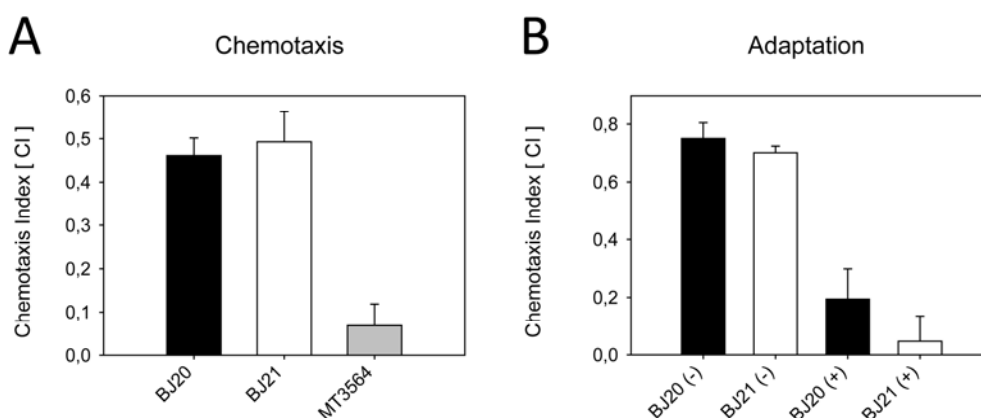 A
Chemotaxis
Chemotaxis Index [ CI ]
0,6
0,5
0,4
0,3
0,2
0,1
0,0
BJ20
BJ21
MT3564
B
Adaptation
Chemotaxis Index [ CI ]
0,8
0,6
0,4
0,2
0,0
BJ20 (-)
BJ21 (-)
BJ20 (+)
BJ21 (+)